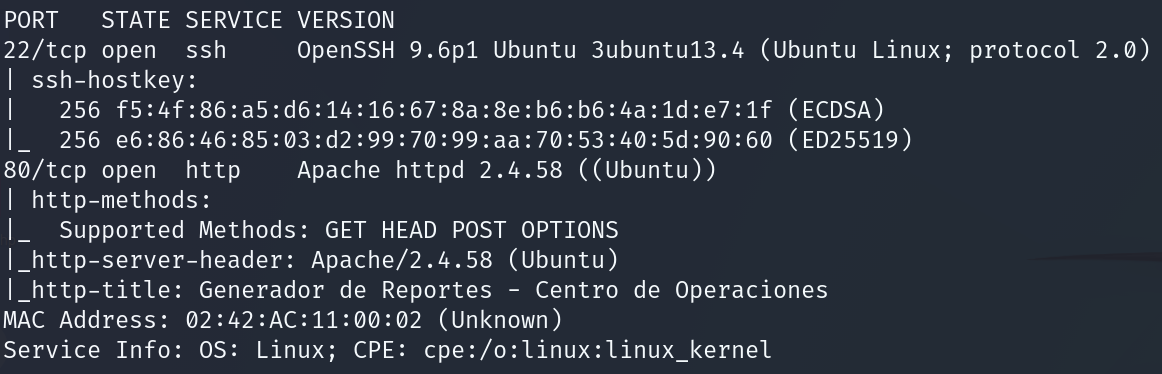 PORT   STATE SERVICE VERSION
22/tcp open  ssh     OpenSSH 9.6p1 Ubuntu 3ubuntu13.4 (Ubuntu Linux; protocol 2.0)
| ssh-hostkey:
|   256 f5:4f:86:a5:d6:14:16:67:8a:8e:b6:b6:4a:1d:e7:1f (ECDSA)
|_  256 e6:86:46:85:03:d2:99:70:99:aa:70:53:40:5d:90:60 (ED25519)
80/tcp open  http    Apache httpd 2.4.58 ((Ubuntu))
| http-methods:
|_  Supported Methods: GET HEAD POST OPTIONS
|_http-server-header: Apache/2.4.58 (Ubuntu)
|_http-title: Generador de Reportes - Centro de Operaciones
MAC Address: 02:42:AC:11:00:02 (Unknown)
Service Info: OS: Linux; CPE: cpe:/o:linux:linux_kernel